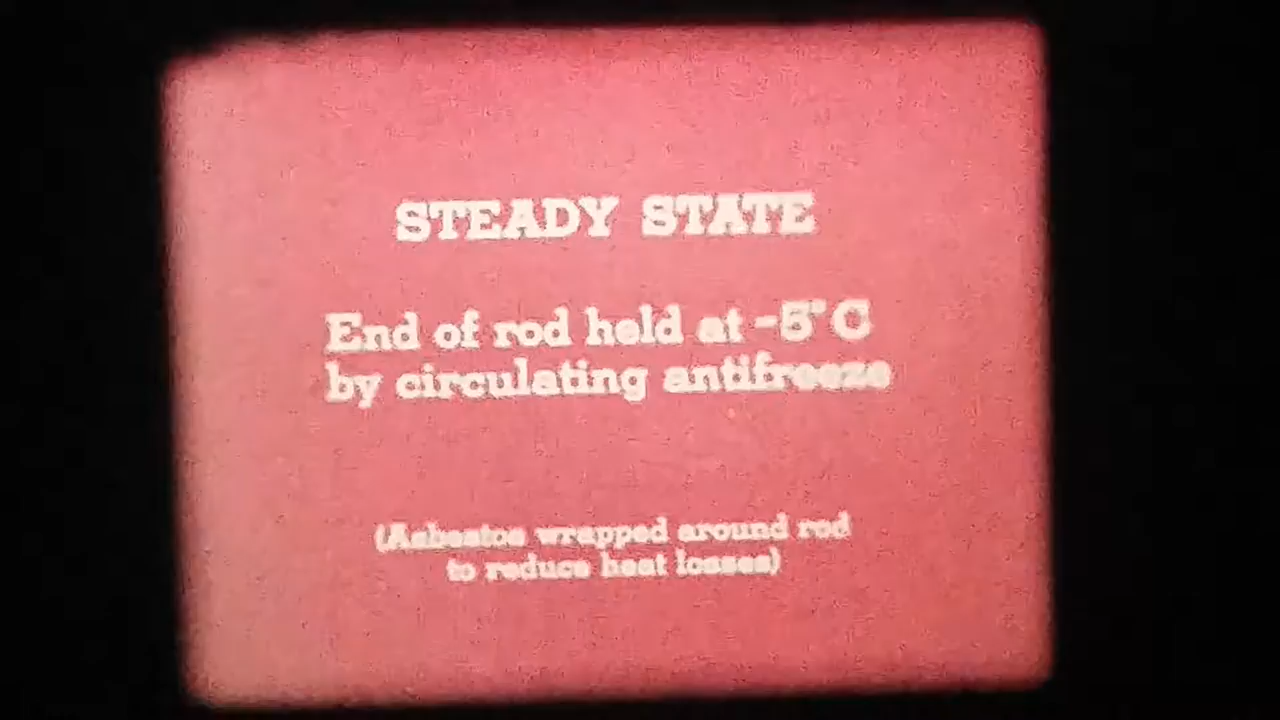 STEADY STATE
End of rod held at -5°C
by circulating antifreeze
(Asbestos wrapped around rod
to reduce heat losses)